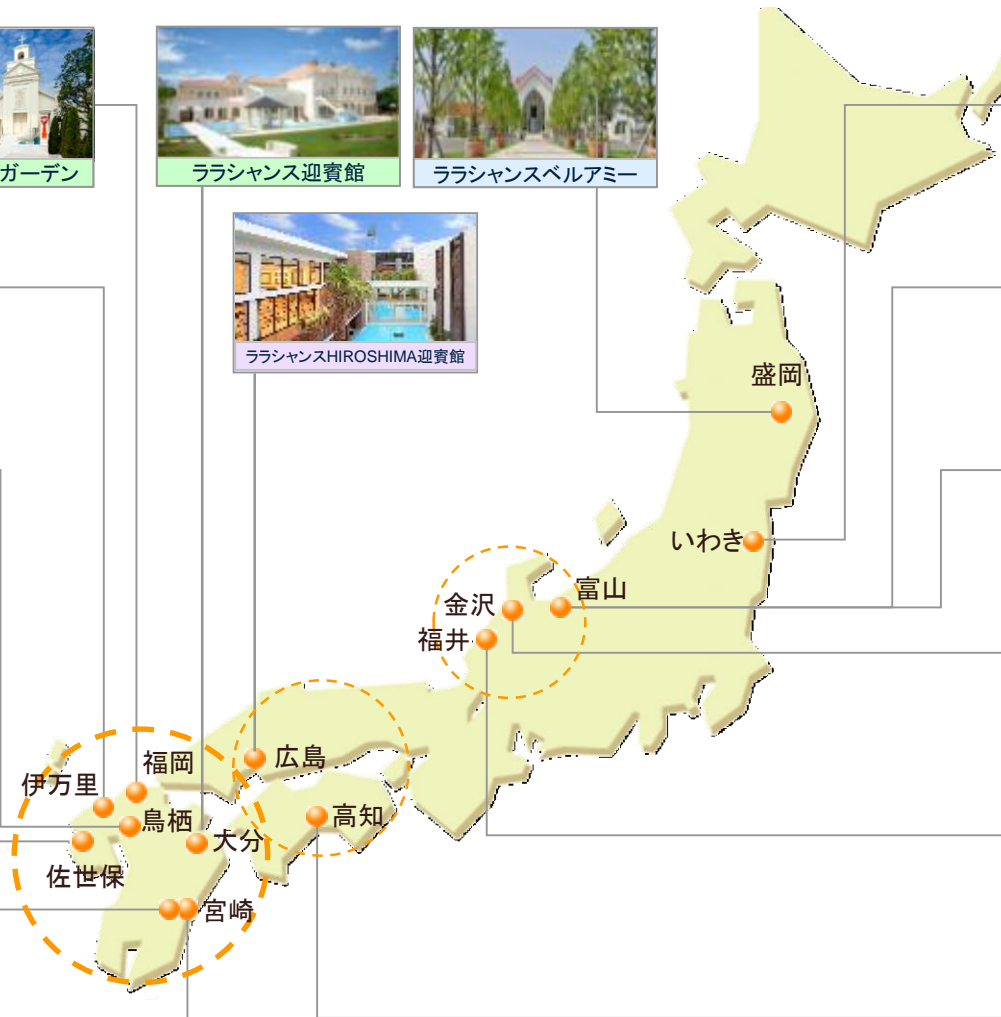 ガーデン
ララシャンス迎賓館
ララシャンスベルアミー
ララシャンスHIROSHIMA迎賓館
盛岡
いわき
富山
金沢
福井
広島
福岡
伊万里
鳥栖
高知
大分
佐世保
宮崎